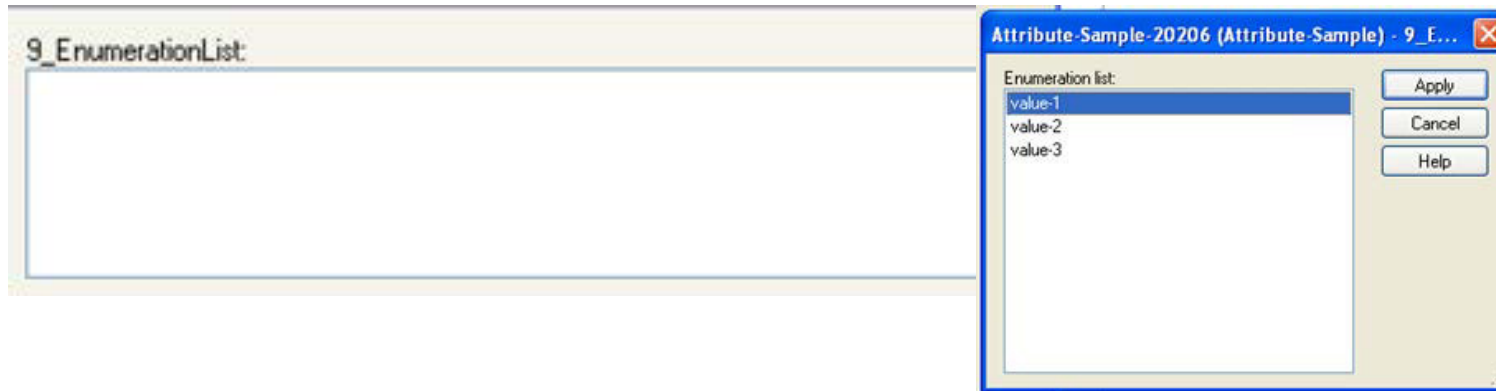 9_EnumerationList:
Attribute-Sample-20206 (Attribute-Sample) - 9_E...
Enumeration list:
value-1
value-2
value-3
Apply
Cancel
Help